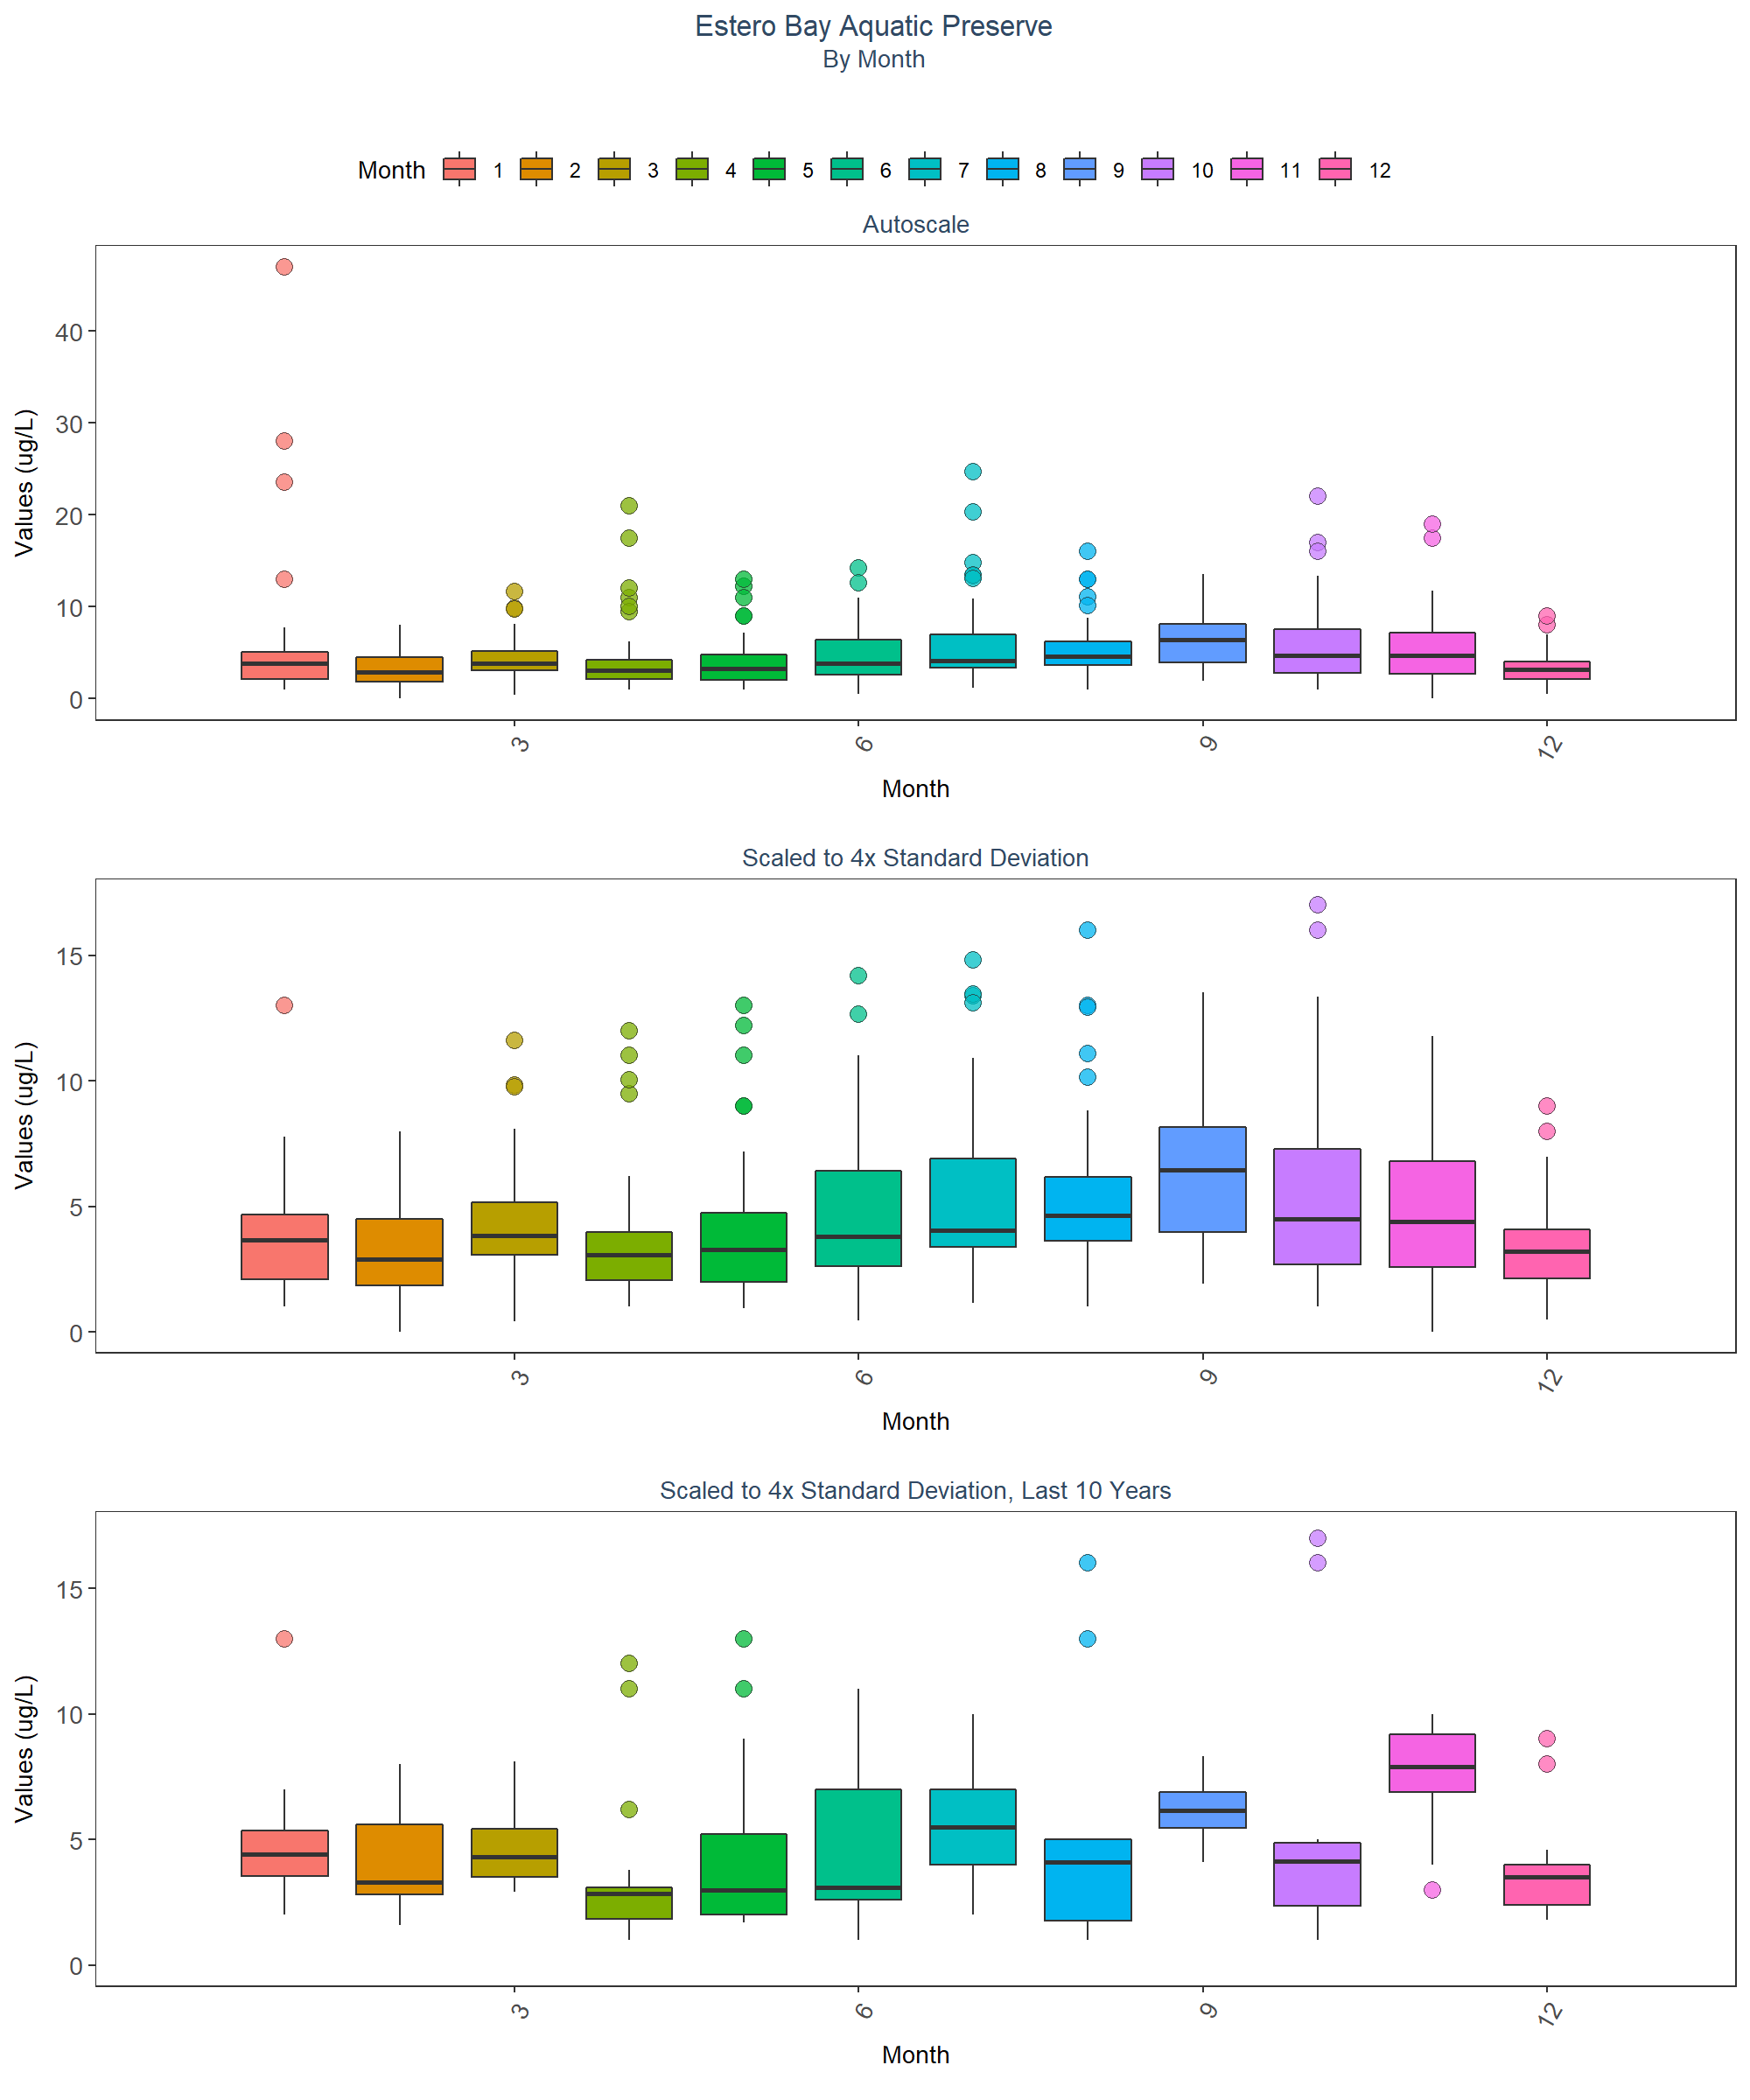 Estero Bay Aquatic Preserve
By Month
Month 1 2 3 4 5 6 7 8 9 10 11 12
Autoscale
Values (ug/L)
40
30
20
10
0
3 6 9 12
Month
Scaled to 4x Standard Deviation
Values (ug/L)
15
10
5
0
3 6 9 12
Month
Scaled to 4x Standard Deviation, Last 10 Years
Values (ug/L)
15
10
5
0
3 6 9 12
Month